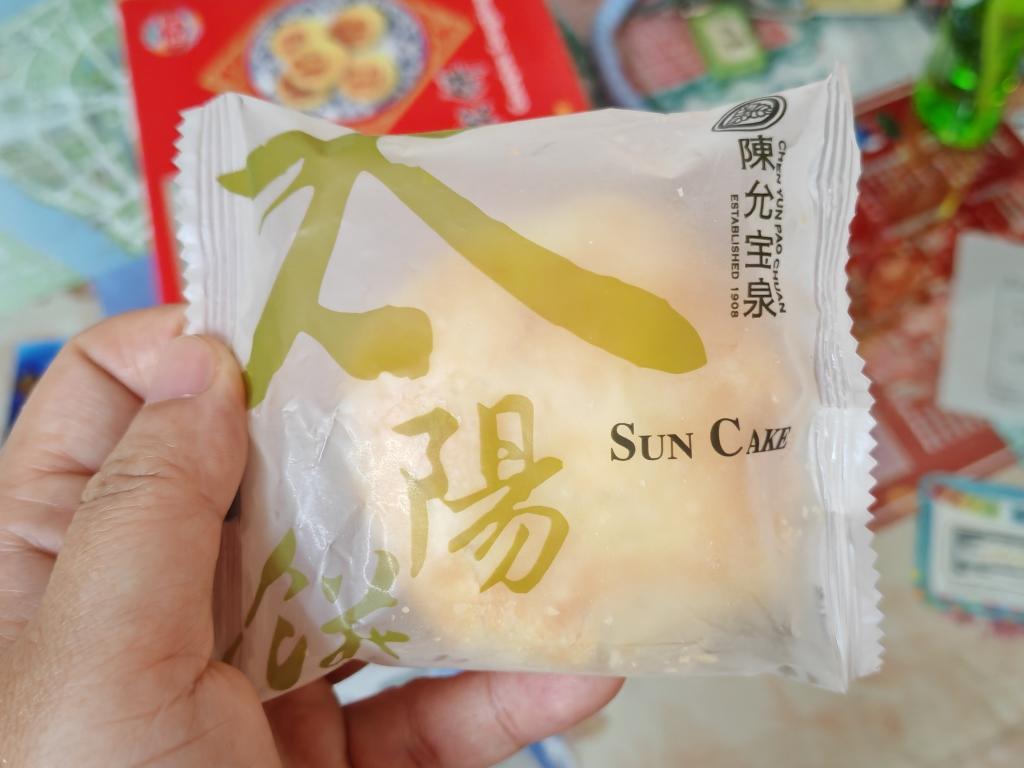 太陽餅
SUN CAKE
陳允宝泉
CHEN YUN PAO CHUAN
ESTABLISHED 1908